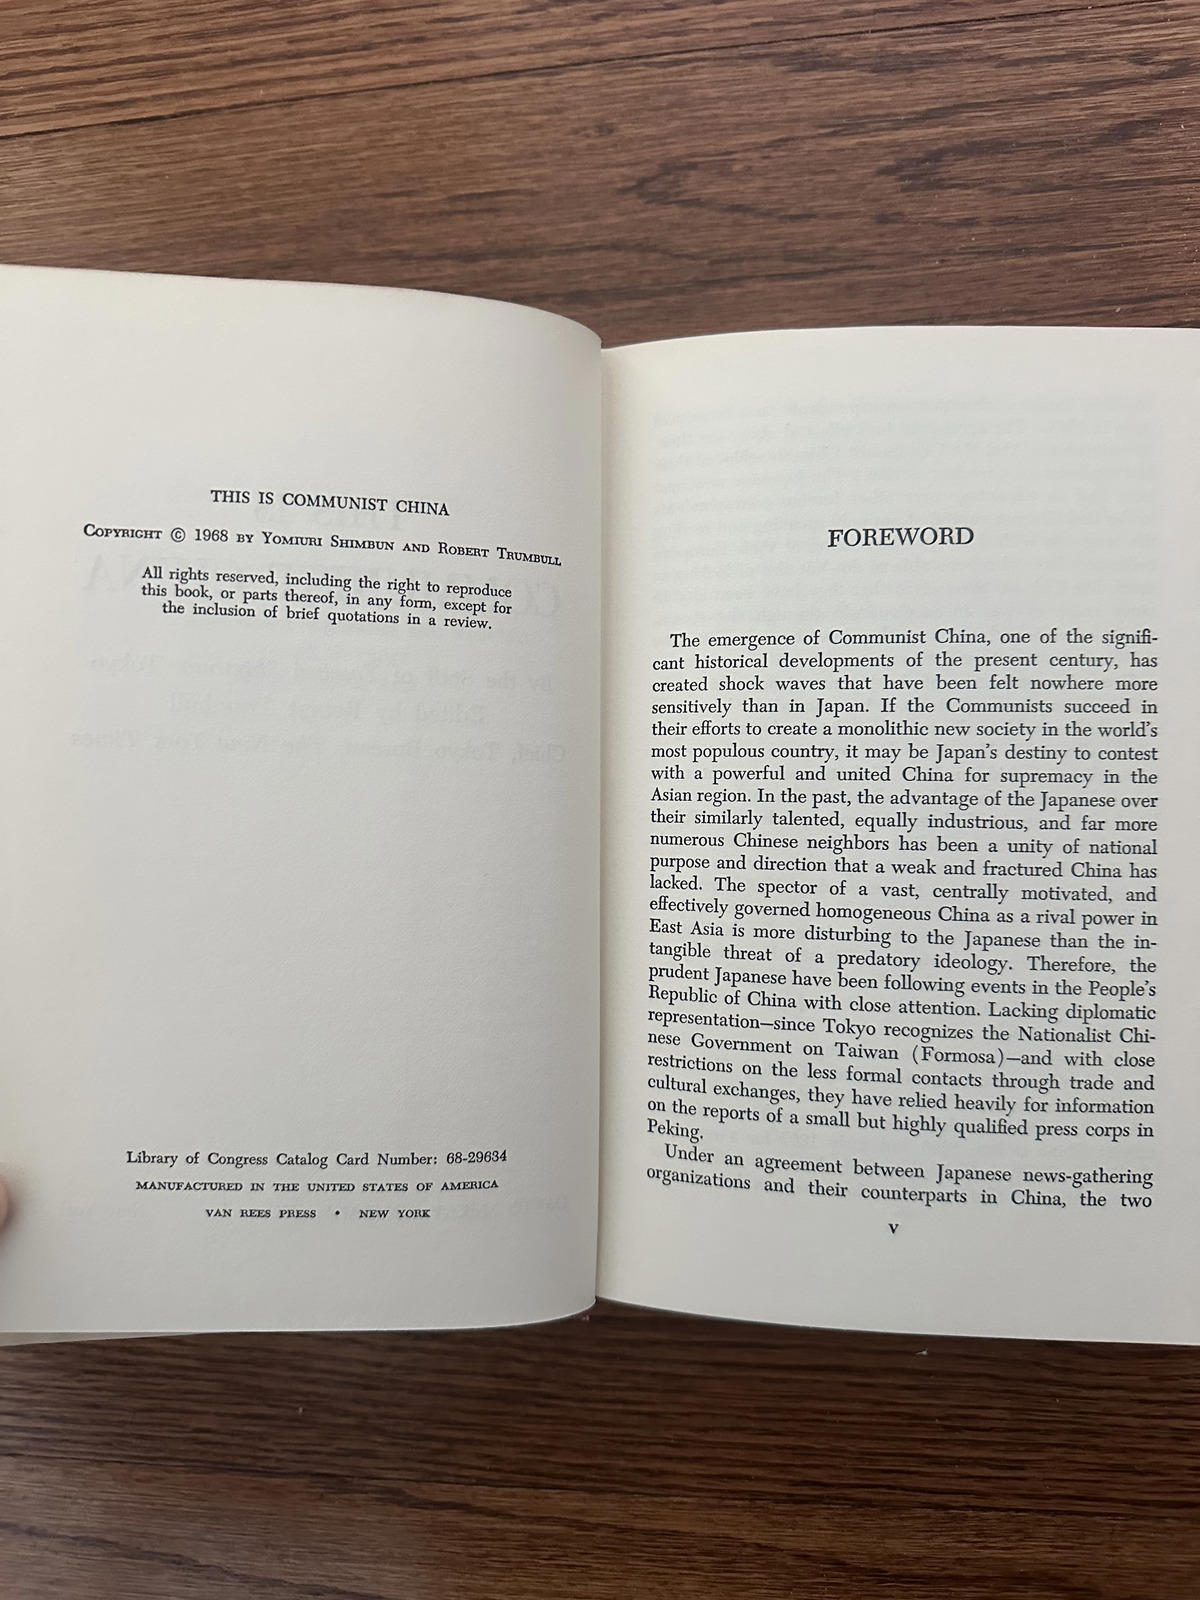 THIS IS COMMUNIST CHINA
Copyright © 1968 by Yomiuri Shimbun and Robert Trumbull
All rights reserved, including the right to reproduce
this book, or parts thereof, in any form, except for
the inclusion of brief quotations in a review.
Library of Congress Catalog Card Number: 68-29634
MANUFACTURED IN THE UNITED STATES OF AMERICA
VAN REES PRESS • NEW YORK
FOREWORD
The emergence of Communist China, one of the signifi-
cant historical developments of the present century, has
created shock waves that have been felt nowhere more
sensitively than in Japan. If the Communists succeed in
their efforts to create a monolithic new society in the world's
most populous country, it may be Japan's destiny to contest
with a powerful and united China for supremacy in the
Asian region. In the past, the advantage of the Japanese over
their similarly talented, equally industrious, and far more
numerous Chinese neighbors has been a unity of national
purpose and direction that a weak and fractured China has
lacked. The spector of a vast, centrally motivated, and
effectively governed homogeneous China as a rival power in
East Asia is more disturbing to the Japanese than the in-
tangible threat of a predatory ideology. Therefore, the
prudent Japanese have been following events in the People's
Republic of China with close attention. Lacking diplomatic
representation—since Tokyo recognizes the Nationalist Chi-
nese Government on Taiwan (Formosa)—and with close
restrictions on the less formal contacts through trade and
cultural exchanges, they have relied heavily for information
on the reports of a small but highly qualified press corps in
Peking.
Under an agreement between Japanese news-gathering
organizations and their counterparts in China, the two
v